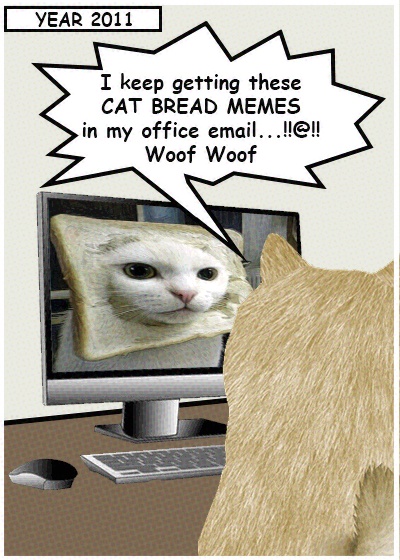 YEAR 2011
I keep getting these
CAT BREAD MEMES
in my office email...!!@!!
Woof Woof